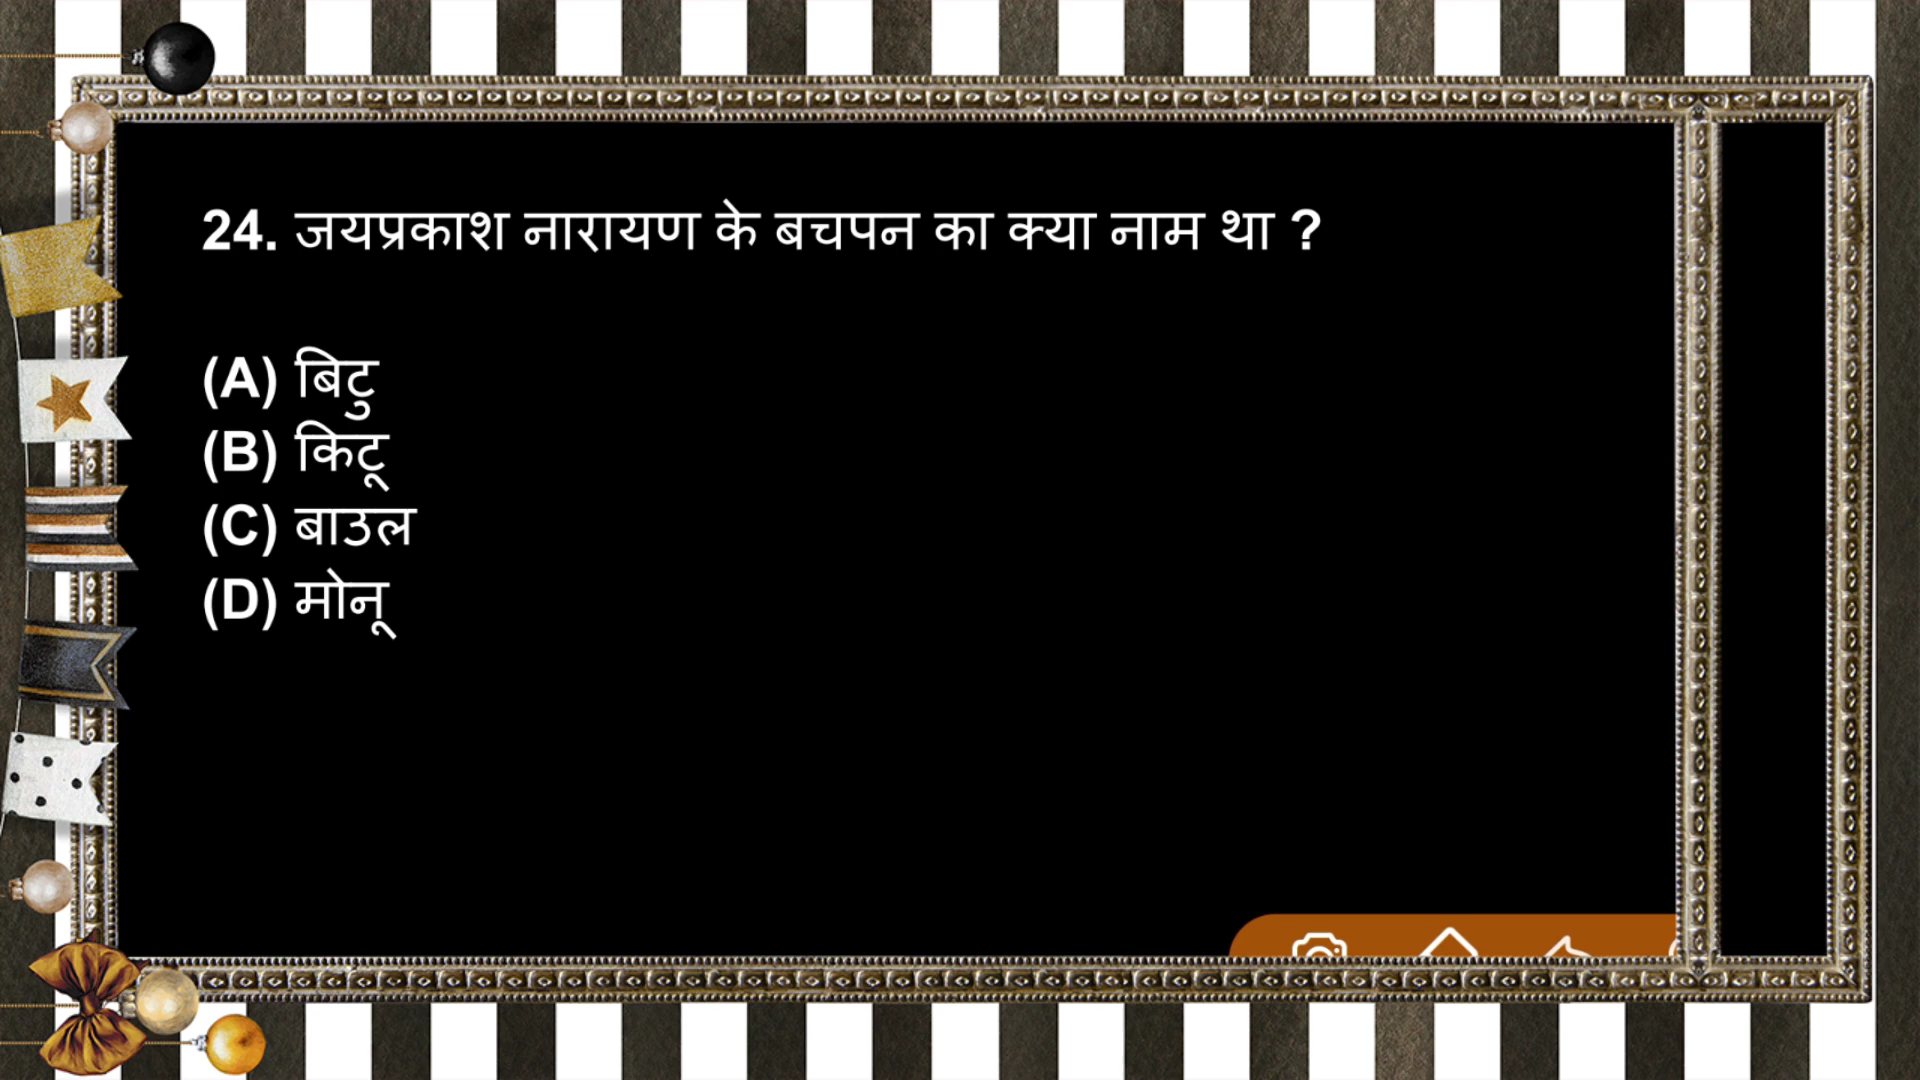 24. जयप्रकाश नारायण के बचपन का क्या नाम था ?
(A) बिटु
(B) किटू
(C) बाउल
(D) मोनू